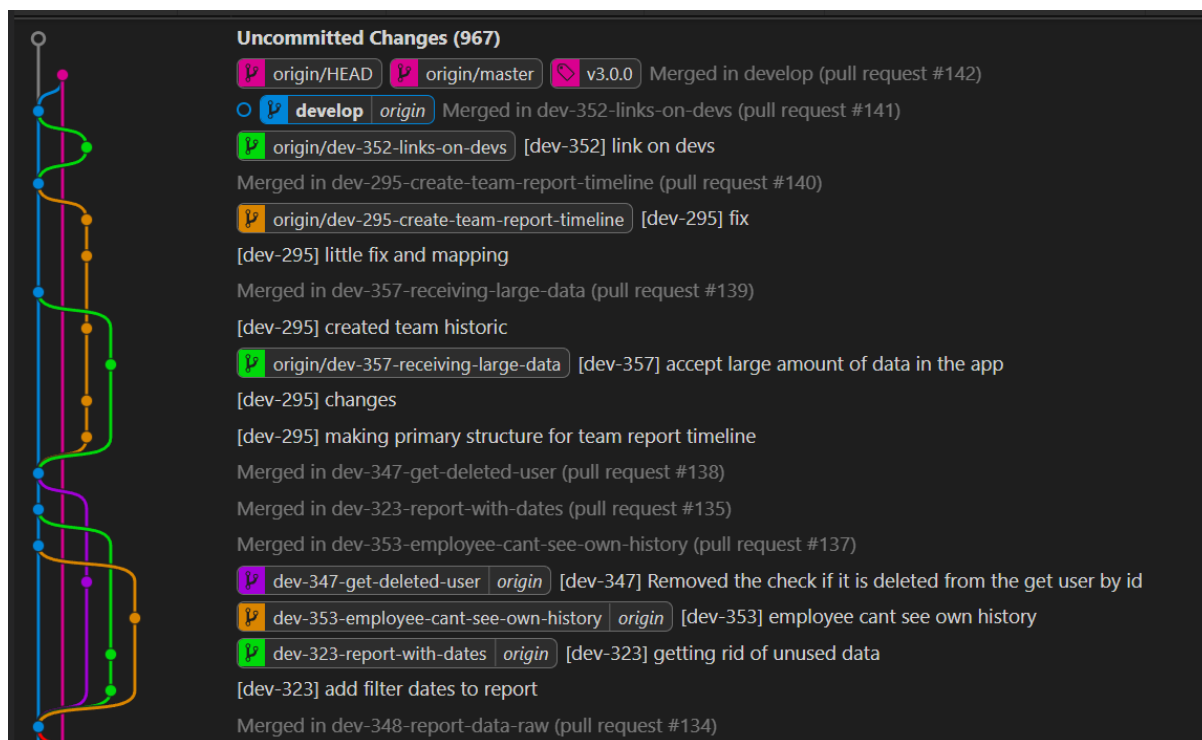 Uncommitted Changes (967)
origin/HEAD origin/master v3.0.0 Merged in develop (pull request #142)
develop origin Merged in dev-352-links-on-devs (pull request #141)
origin/dev-352-links-on-devs [dev-352] link on devs
Merged in dev-295-create-team-report-timeline (pull request #140)
origin/dev-295-create-team-report-timeline [dev-295] fix
[dev-295] little fix and mapping
Merged in dev-357-receiving-large-data (pull request #139)
[dev-295] created team historic
origin/dev-357-receiving-large-data [dev-357] accept large amount of data in the app
[dev-295] changes
[dev-295] making primary structure for team report timeline
Merged in dev-347-get-deleted-user (pull request #138)
Merged in dev-323-report-with-dates (pull request #135)
Merged in dev-353-employee-cant-see-own-history (pull request #137)
dev-347-get-deleted-user origin [dev-347] Removed the check if it is deleted from the get user by id
dev-353-employee-cant-see-own-history origin [dev-353] employee cant see own history
dev-323-report-with-dates origin [dev-323] getting rid of unused data
[dev-323] add filter dates to report
Merged in dev-348-report-data-raw (pull request #134)